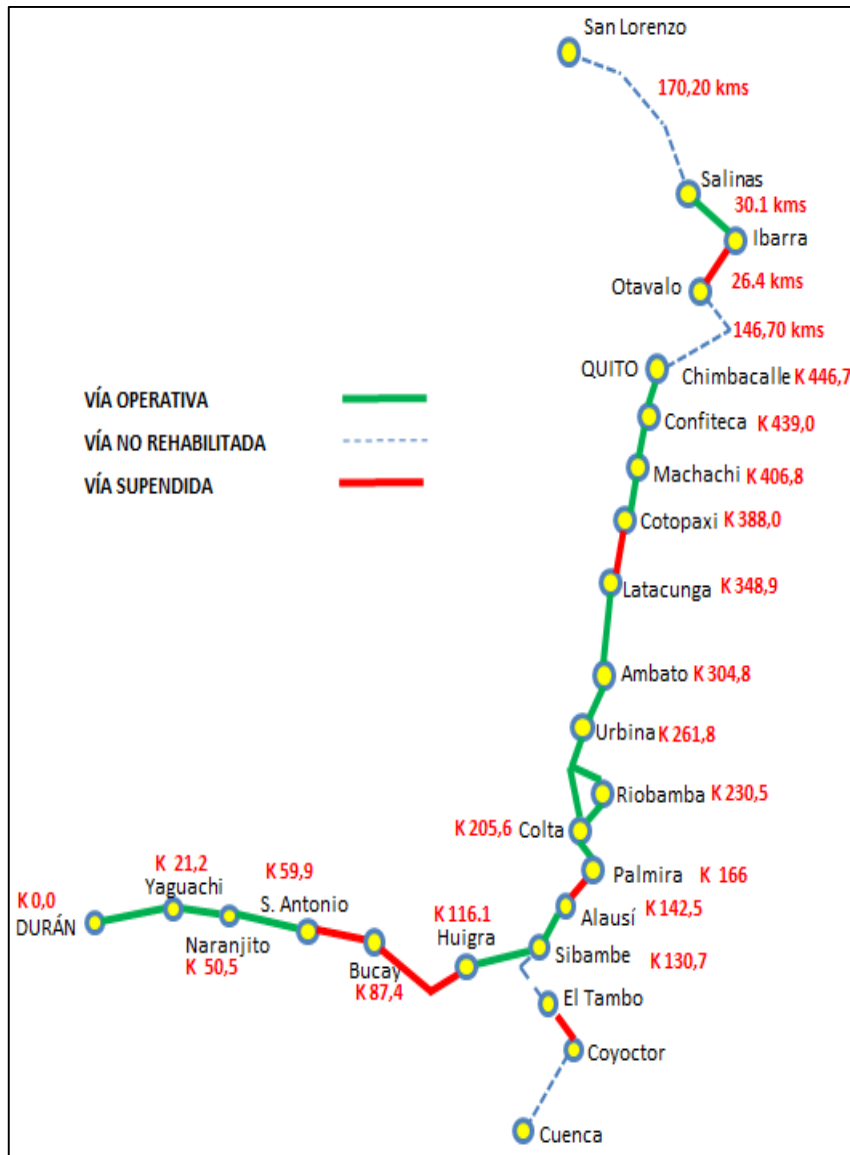 San Lorenzo
170,20 kms
Salinas
30.1 kms
Ibarra
26.4 kms
Otavalo
146,70 kms
QUITO
Chimbacalle K 446,7
VÍA OPERATIVA
Confiteca K 439,0
VÍA NO REHABILITADA
Machachi K 406,8
VÍA SUPENDIDA
Cotopaxi K 388,0
Latacunga K 348,9
Ambato K 304,8
Urbina K 261,8
Riobamba K 230,5
K 205,6 Colta
Palmira K 166
K 21,2
K 59,9
K 0,0
Yaguachi
S. Antonio
K 116.1
Alausí K 142,5
DURÁN
Naranjito
Huigra
Sibambe K 130,7
K 50,5
Bucay
K 87,4
El Tambo
Coyoctor
Cuenca